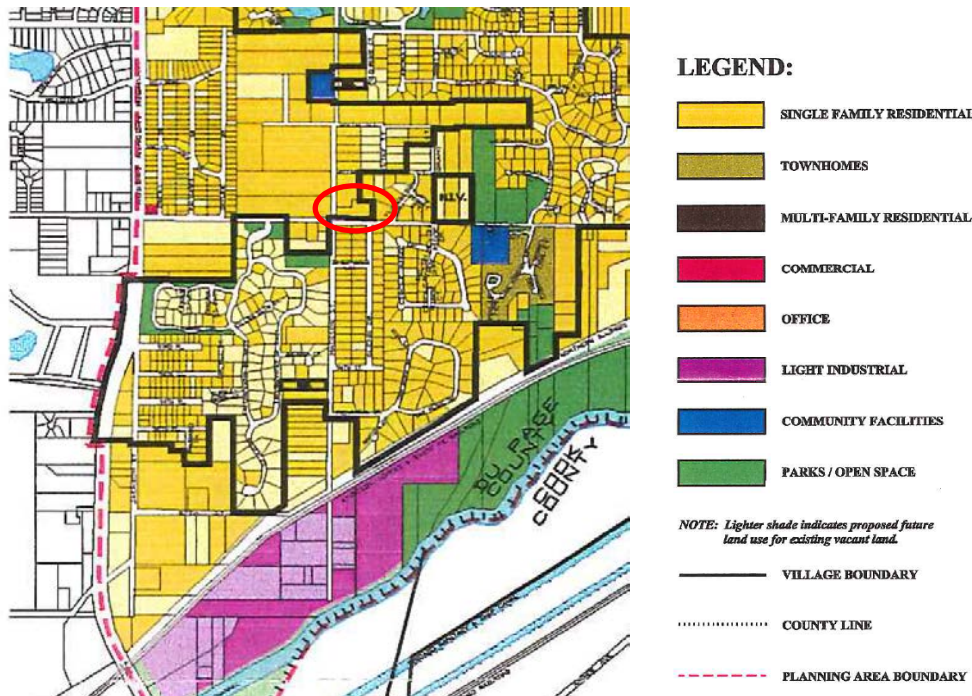 N.I.V.
DU PAGE
COUNTY
COOK
COUNTY
LEGEND:
SINGLE FAMILY RESIDENTIAL
TOWNHOMES
MULTI-FAMILY RESIDENTIAL
COMMERCIAL
OFFICE
LIGHT INDUSTRIAL
COMMUNITY FACILITIES
PARKS / OPEN SPACE
NOTE: Lighter shade indicates proposed future
land use for existing vacant land.
VILLAGE BOUNDARY
COUNTY LINE
PLANNING AREA BOUNDARY